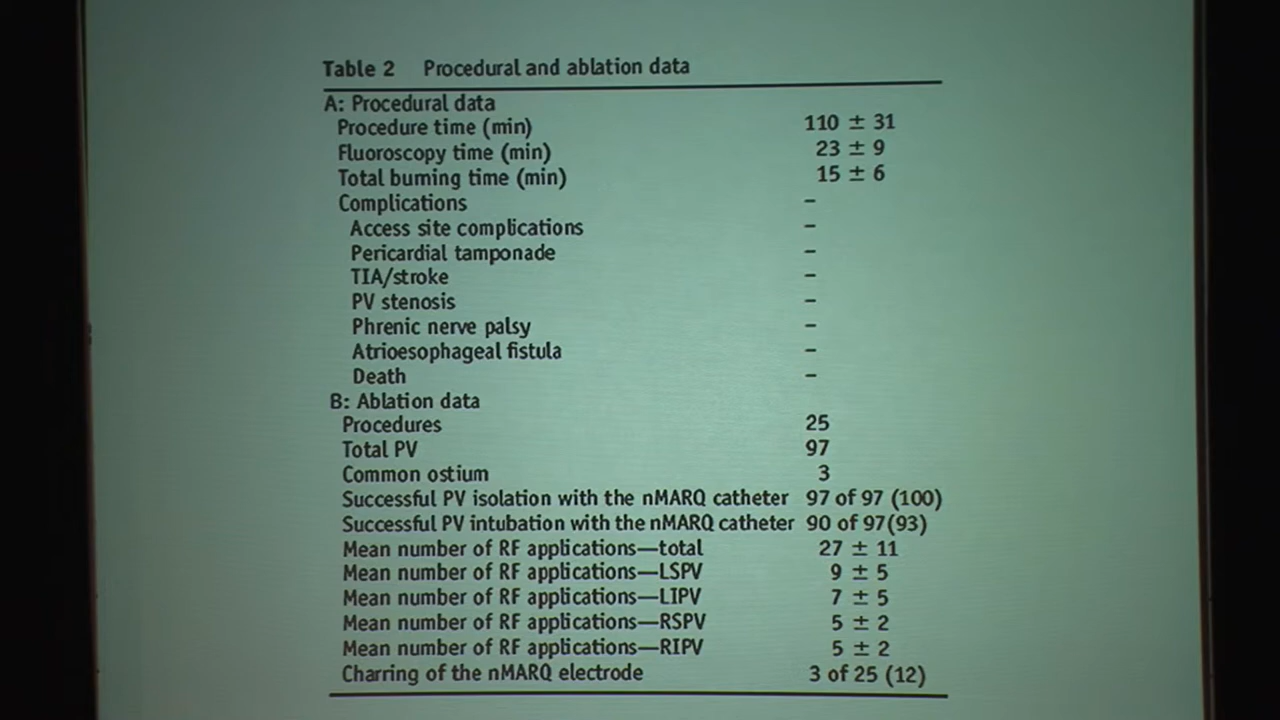 Table 2 Procedural and ablation data
A: Procedural data
Procedure time (min) 110 ± 31
Fluoroscopy time (min) 23 ± 9
Total burning time (min) 15 ± 6
Complications –
Access site complications –
Pericardial tamponade –
TIA/stroke –
PV stenosis –
Phrenic nerve palsy –
Atrioesophageal fistula –
Death –
B: Ablation data
Procedures 25
Total PV 97
Common ostium 3
Successful PV isolation with the nMARQ catheter 97 of 97 (100)
Successful PV intubation with the nMARQ catheter 90 of 97(93)
Mean number of RF applications—total 27 ± 11
Mean number of RF applications—LSPV 9 ± 5
Mean number of RF applications—LIPV 7 ± 5
Mean number of RF applications—RSPV 5 ± 2
Mean number of RF applications—RIPV 5 ± 2
Charring of the nMARQ electrode 3 of 25 (12)